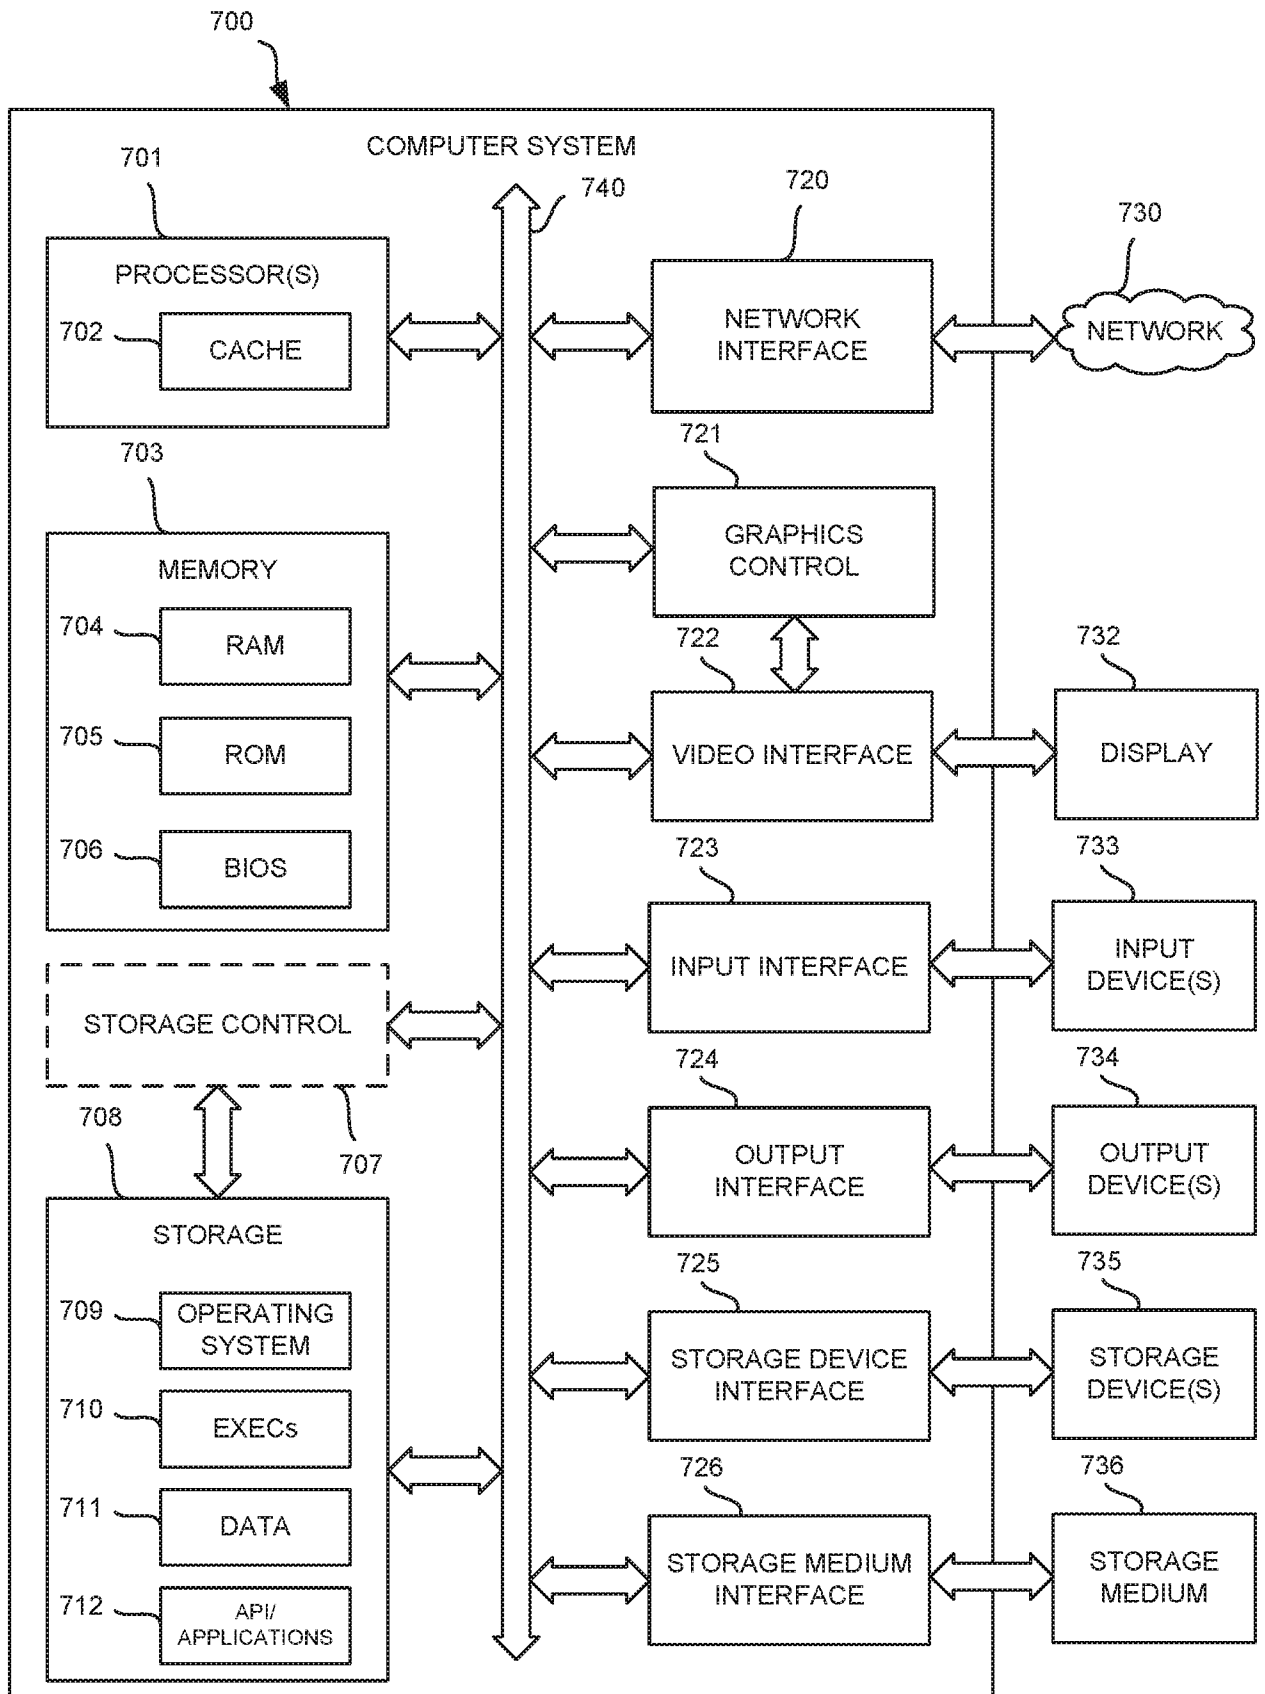 700
COMPUTER SYSTEM
701
PROCESSOR(S)
702
CACHE
703
MEMORY
704
RAM
705
ROM
706
BIOS
STORAGE CONTROL
707
708
STORAGE
709
OPERATING
SYSTEM
710
EXECs
711
DATA
712
API/
APPLICATIONS
740
720
NETWORK
INTERFACE
730
NETWORK
721
GRAPHICS
CONTROL
722
VIDEO INTERFACE
732
DISPLAY
723
INPUT INTERFACE
733
INPUT
DEVICE(S)
724
OUTPUT
INTERFACE
734
OUTPUT
DEVICE(S)
725
STORAGE DEVICE
INTERFACE
735
STORAGE
DEVICE(S)
726
STORAGE MEDIUM
INTERFACE
736
STORAGE
MEDIUM